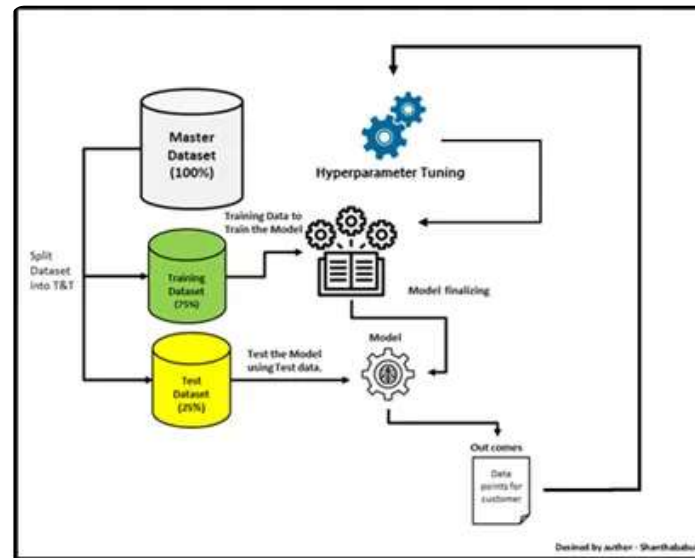 Master
Dataset
(100%)
Hyperparameter Tuning
Training Data to
Train the Model
Split
Dataset
into T&T
Training
Dataset
(75%)
Model finalizing
Model
Test the Model
using Test data.
Test
Dataset
(25%)
Out comes
Data
points for
customer
Desined by author - Shanthababu